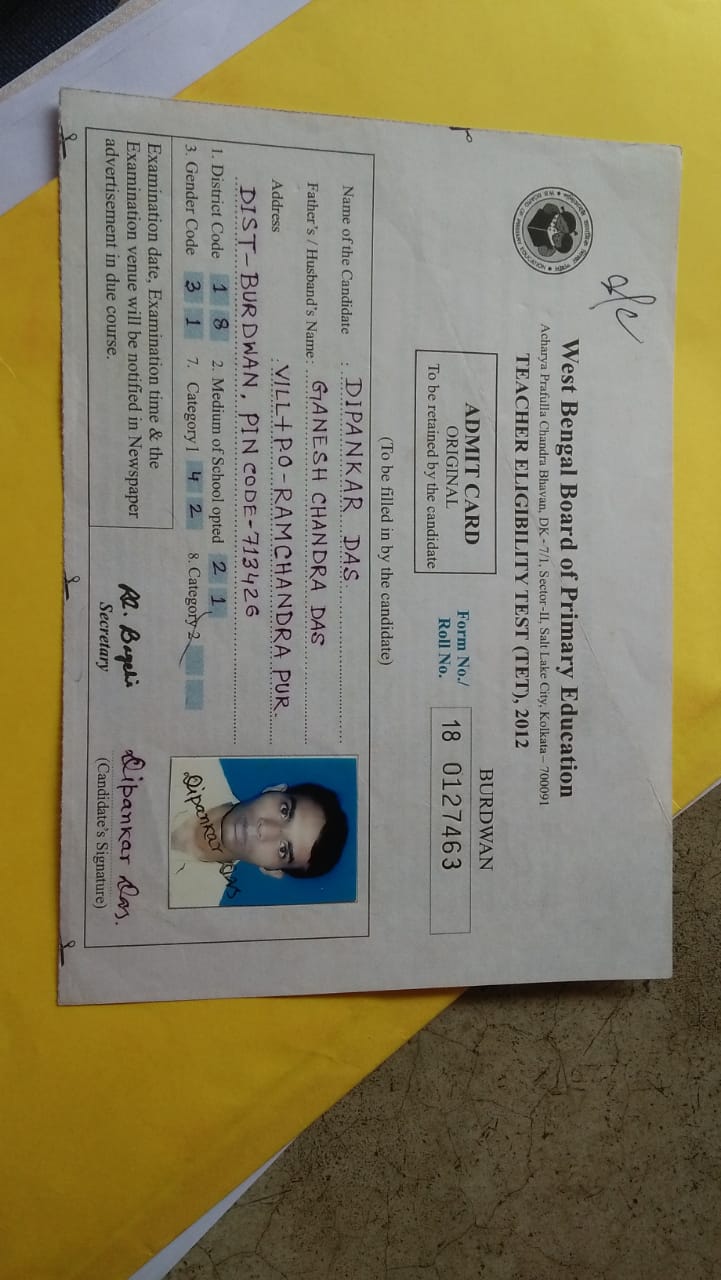 West Bengal Board of Primary Education
Acharya Prafulla Chandra Bhavan, DK - 7/1, Sector-II, Salt Lake City, Kolkata – 700091
TEACHER ELIGIBILITY TEST (TET), 2012
BURDWAN
ADMIT CARD
ORIGINAL
To be retained by the candidate
Form No./
Roll No.
18 0127463
(To be filled in by the candidate)
Name of the Candidate : DIPANKAR DAS.
Father's / Husband's Name: GANESH CHANDRA DAS
Address : VILL+P.O-RAMCHANDRA PUR.
DIST-BURDWAN, PIN CODE-713426
1. District Code 1 8 2. Medium of School opted 2 1
3. Gender Code 3 1 7. Category 1 4 2 8. Category 2
Dipankar Das
Examination date, Examination time & the
Examination venue will be notified in Newspaper
advertisement in due course.
Secretary
Dipankar Das.
(Candidate's Signature)